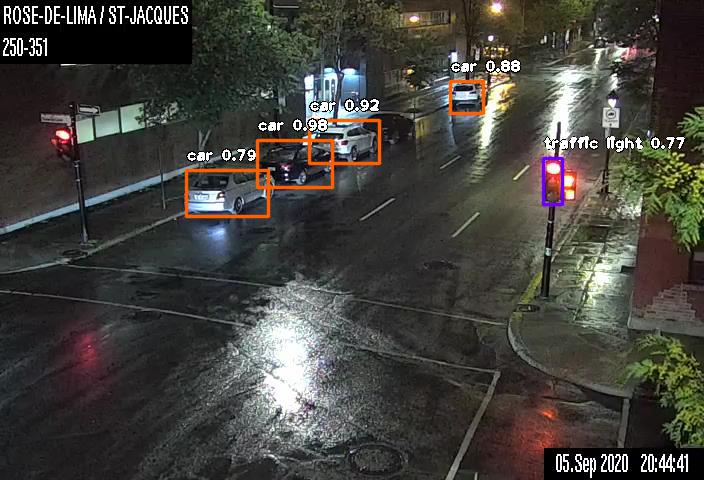 ROSE-DE-LIMA / ST-JACQUES
250-351
car 0.88
car 0.92
car 0.98
traffic light 0.77
car 0.79
05.Sep 2020 20:44:41